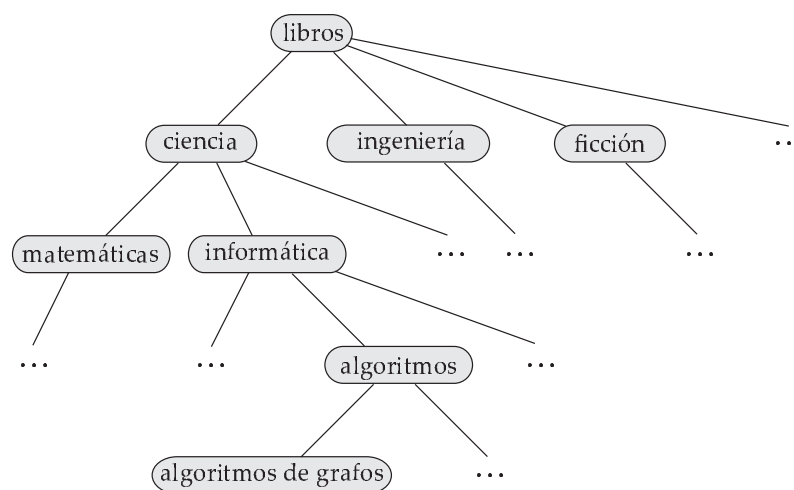 libros
ciencia ingeniería ficción ..
matemáticas informática ... ... ...
... ... algoritmos ...
algoritmos de grafos ...